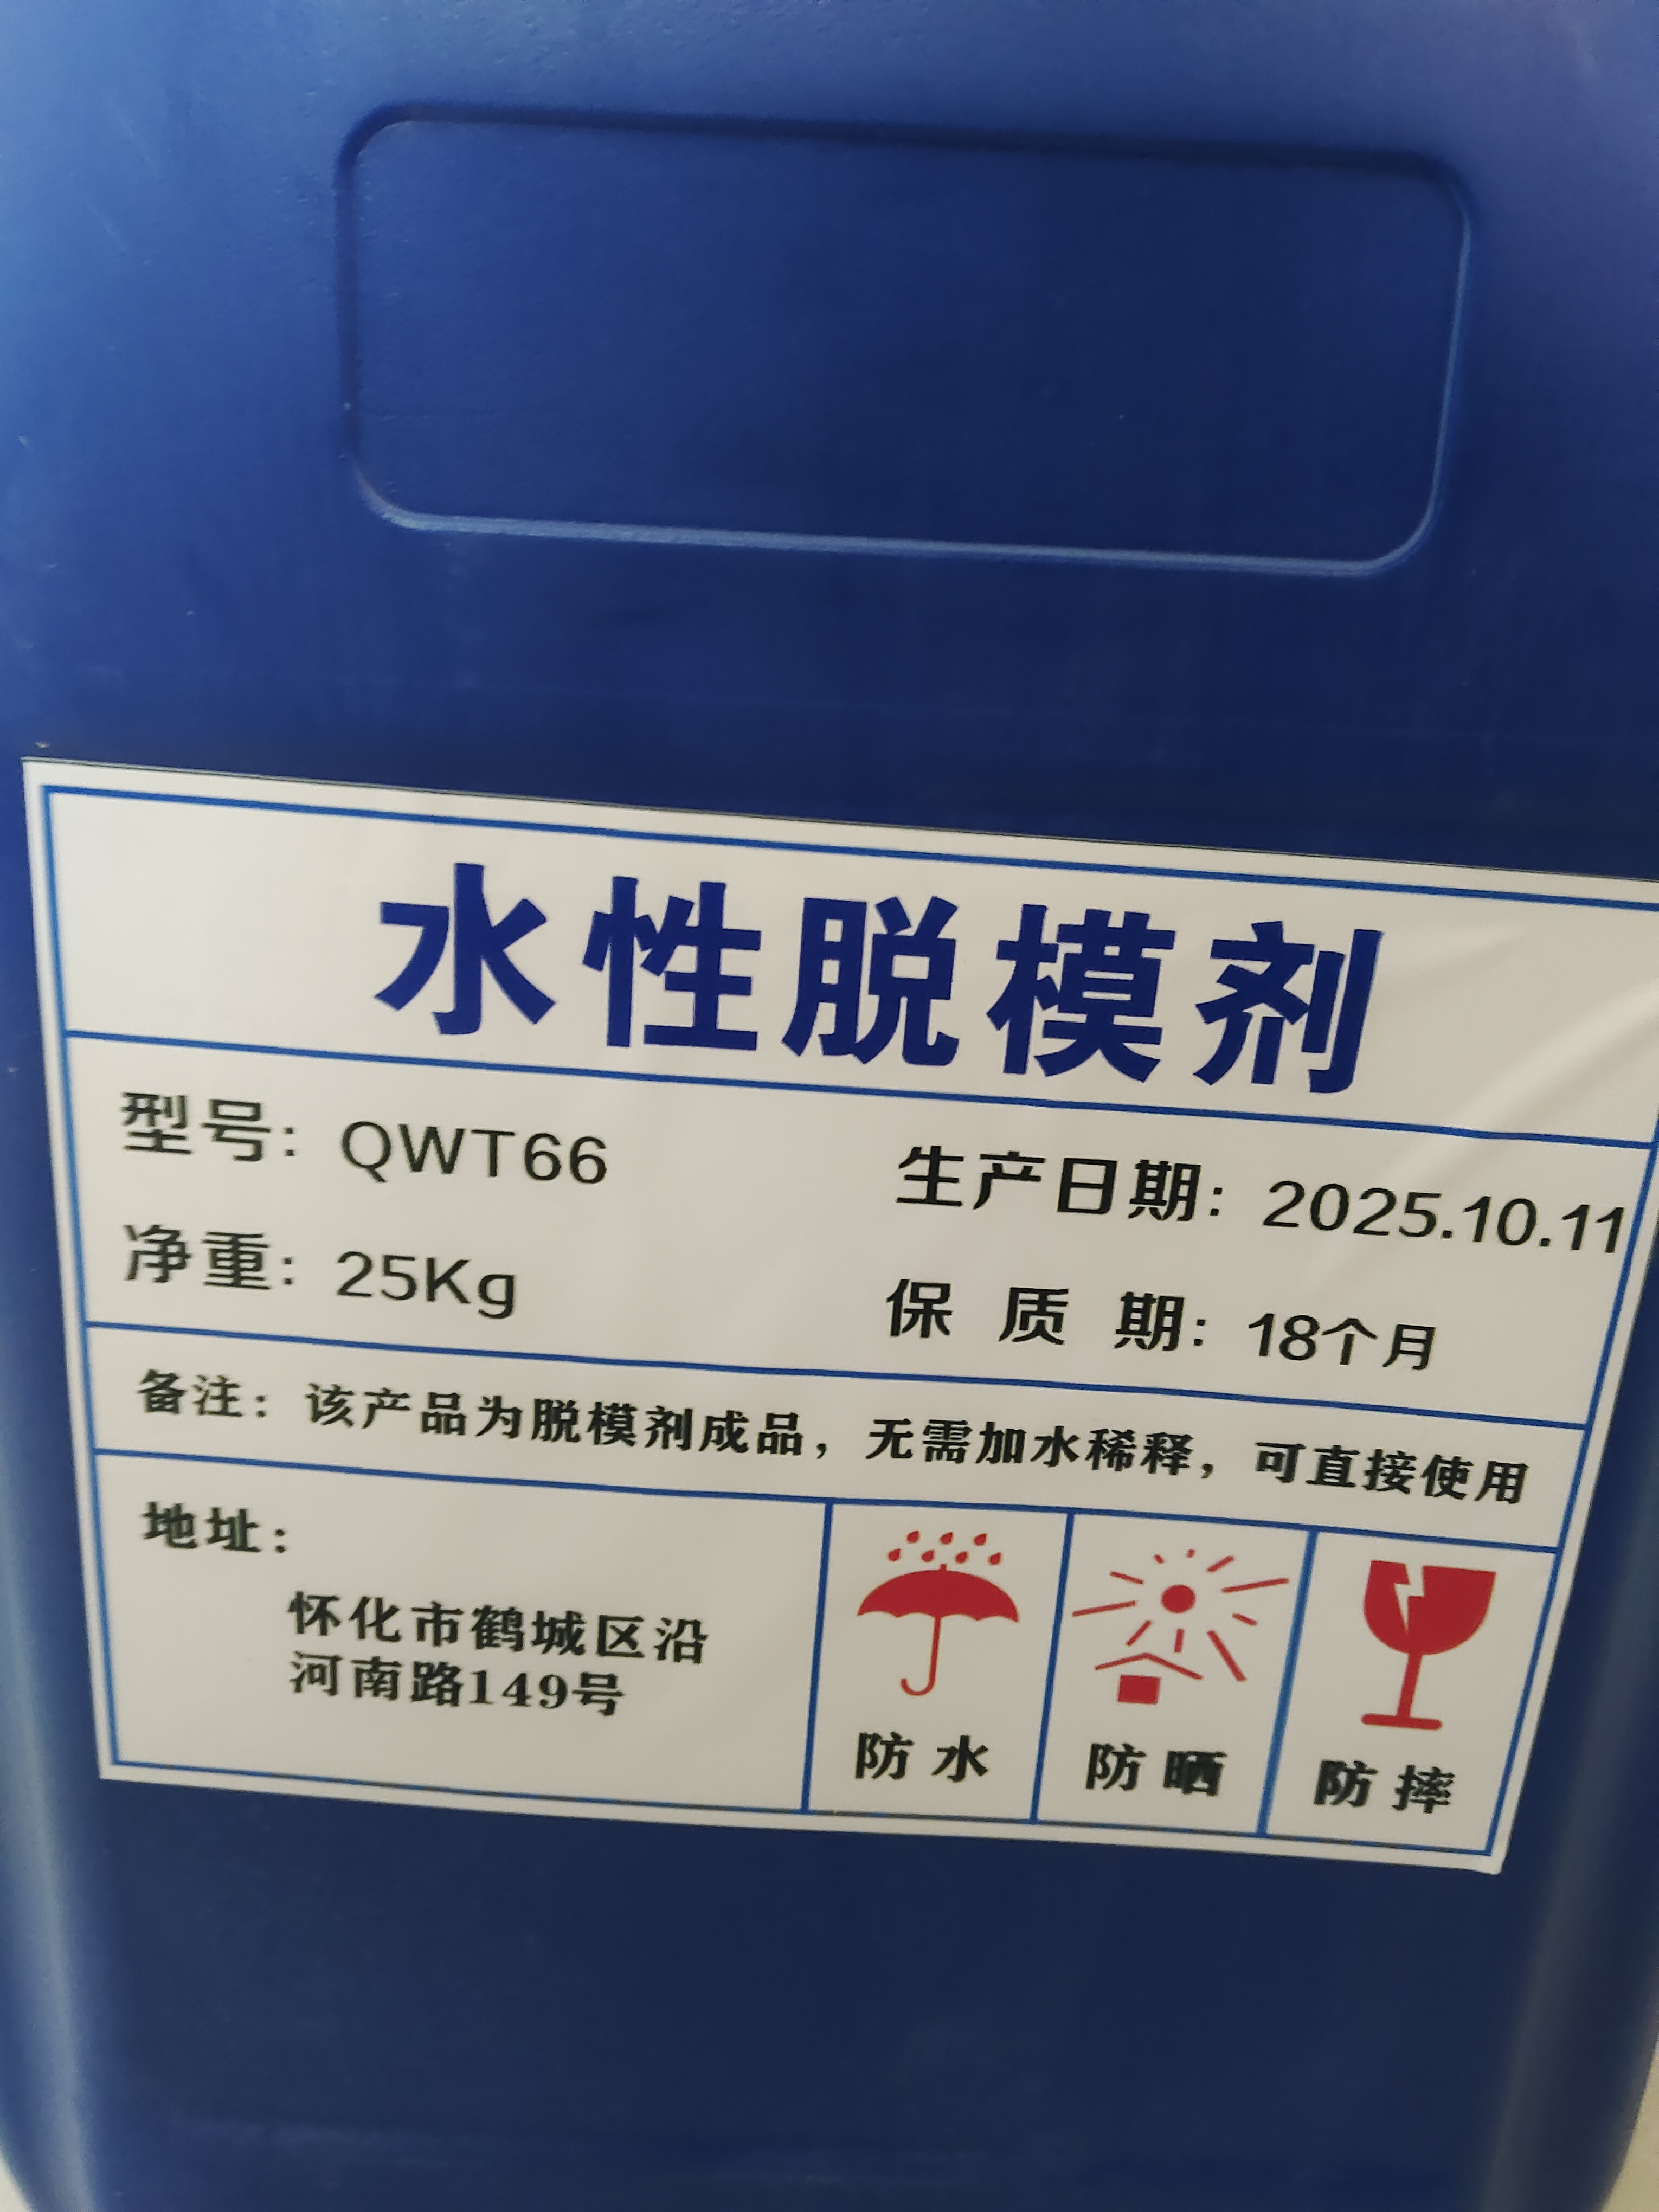 水性脱模剂
型号：QWT66
生产日期：2025.10.11
净重：25Kg
保质期：18个月
备注：该产品为脱模剂成品，无需加水稀释，可直接使用
地址：
怀化市鹤城区沿
河南路149号
防水
防晒
防摔